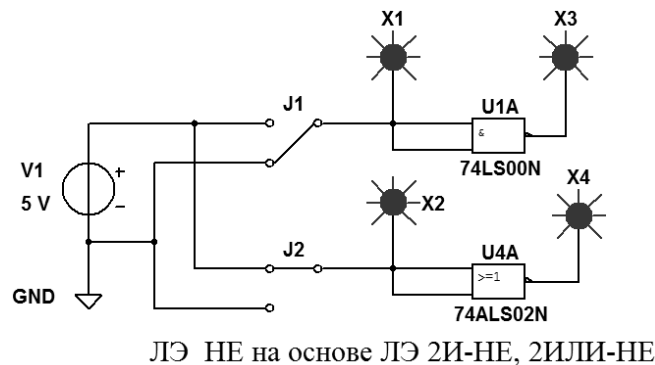 X1
X3
J1
U1A
&
74LS00N
V1
+
5 V
−
X2
X4
J2
U4A
>=1
74ALS02N
GND
ЛЭ НЕ на основе ЛЭ 2И-НЕ, 2ИЛИ-НЕ